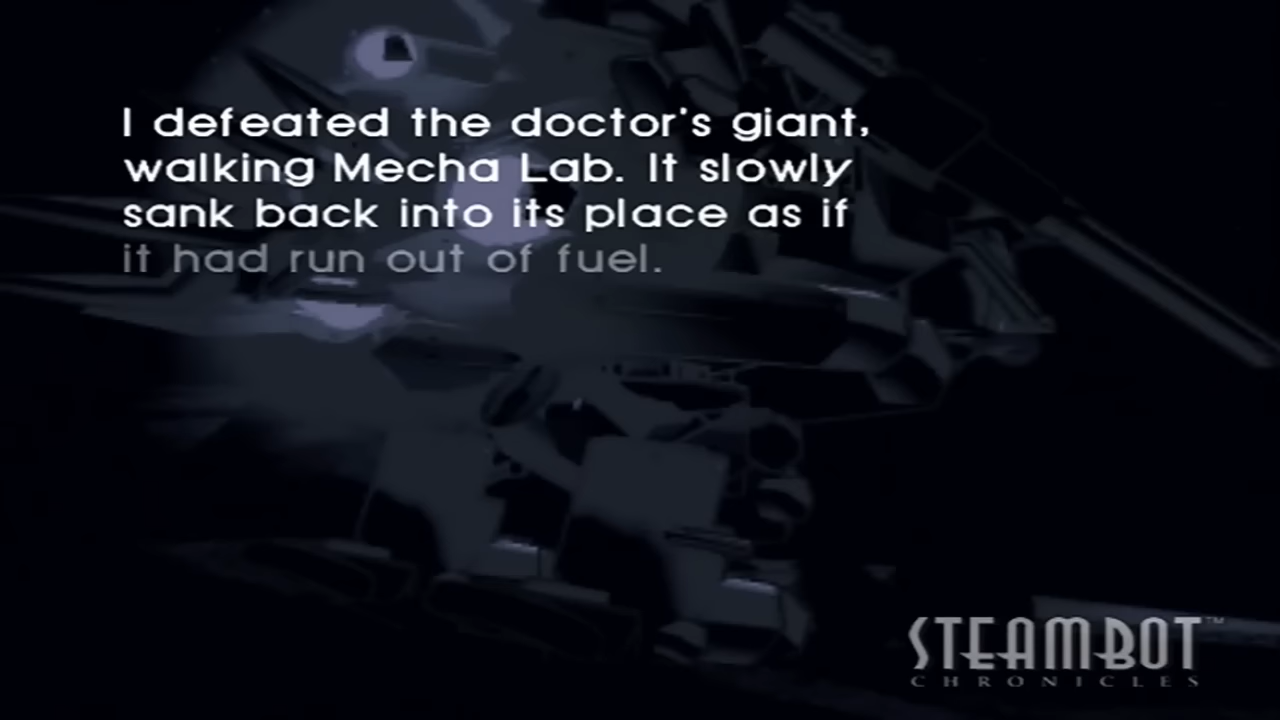 I defeated the doctor's giant,
walking Mecha Lab. It slowly
sank back into its place as if
it had run out of fuel.
STEAMBOT™
CHRONICLES